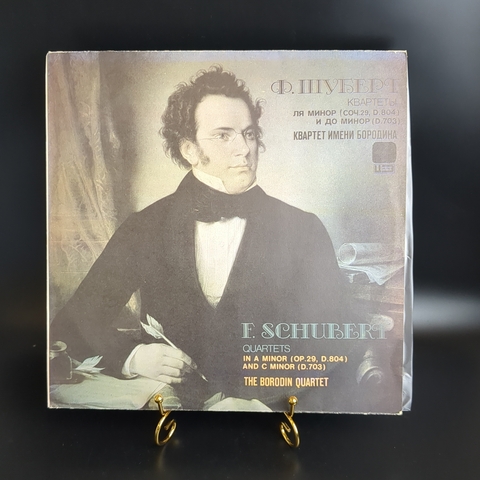 Ф. ШУБЕРТ
КВАРТЕТЫ
ЛЯ МИНОР (СОЧ.29, D.804)
И ДО МИНОР (D.703)
КВАРТЕТ ИМЕНИ БОРОДИНА
F. SCHUBERT
QUARTETS
IN A MINOR (OP.29, D.804)
AND C MINOR (D.703)
THE BORODIN QUARTET